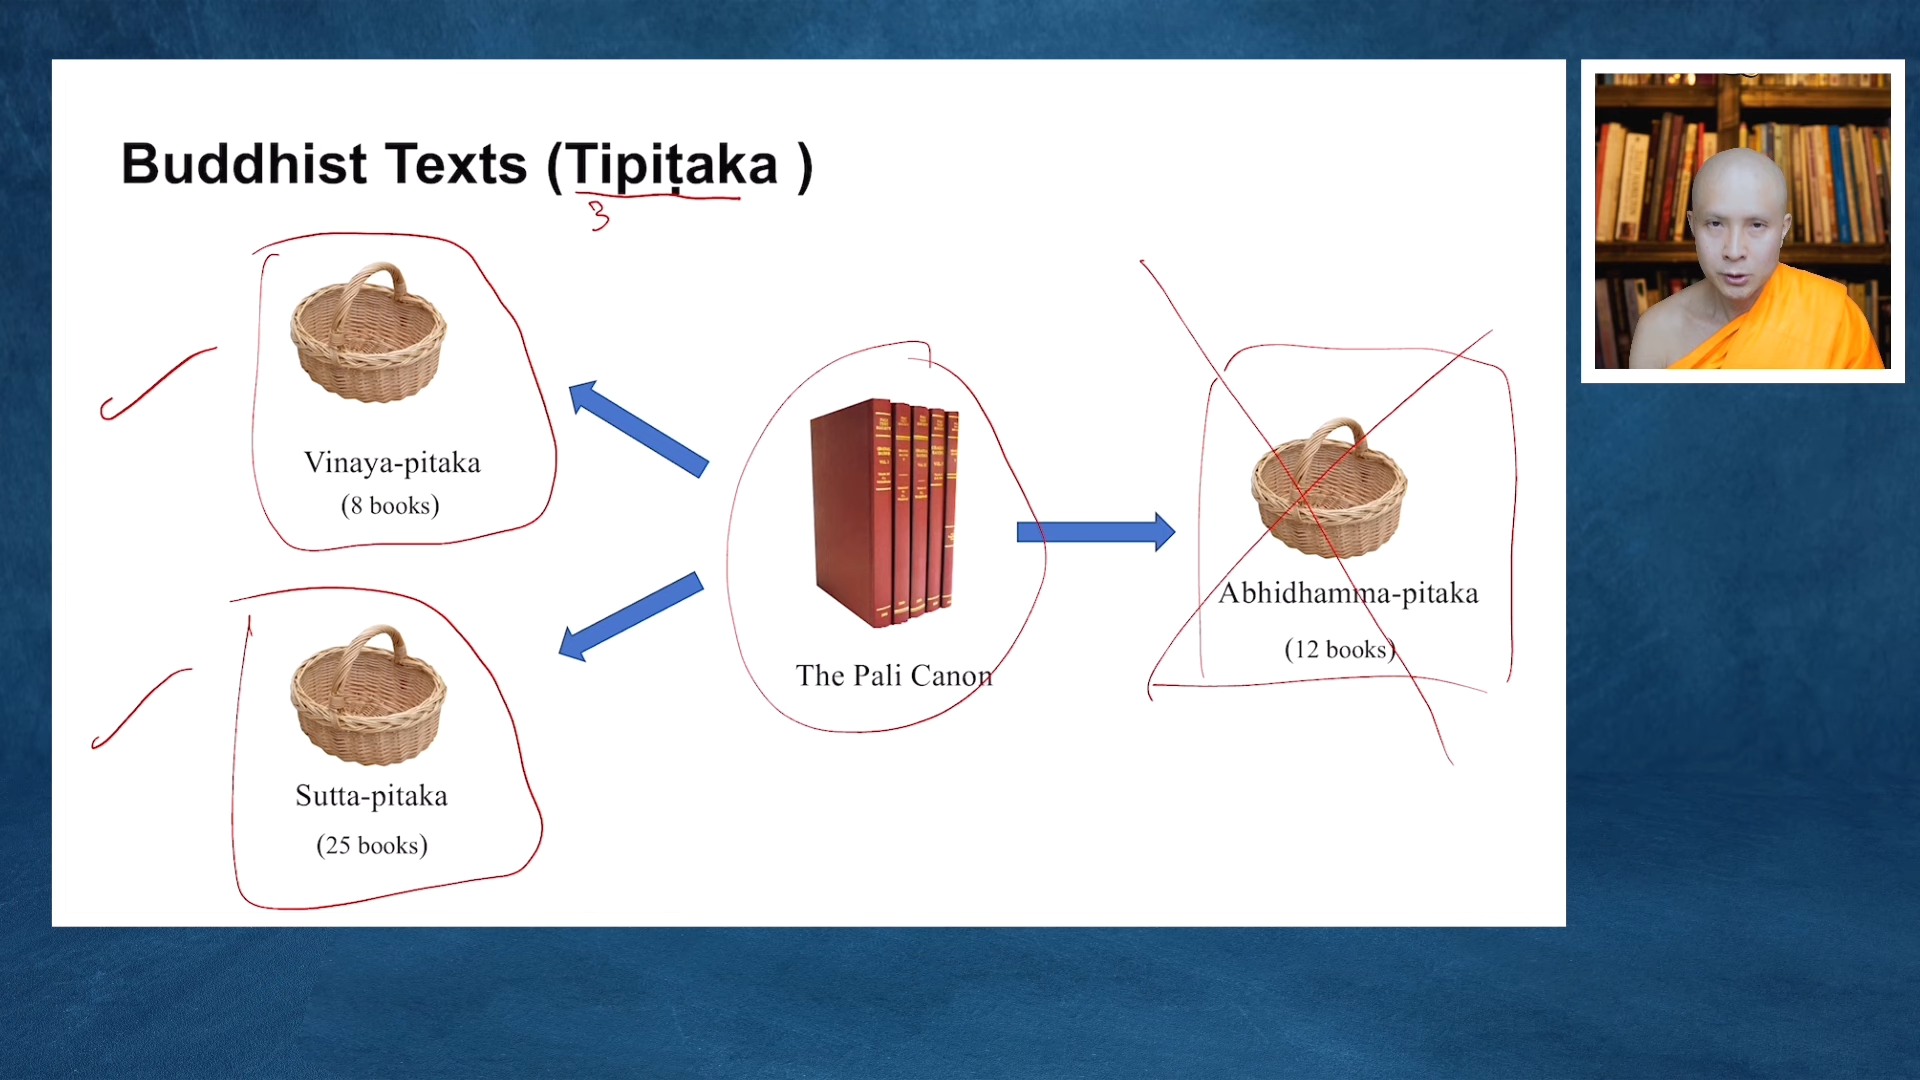 Buddhist Texts (Tipiṭaka )
3
Vinaya-pitaka
(8 books)
Sutta-pitaka
(25 books)
The Pali Canon
Abhidhamma-pitaka
(12 books)